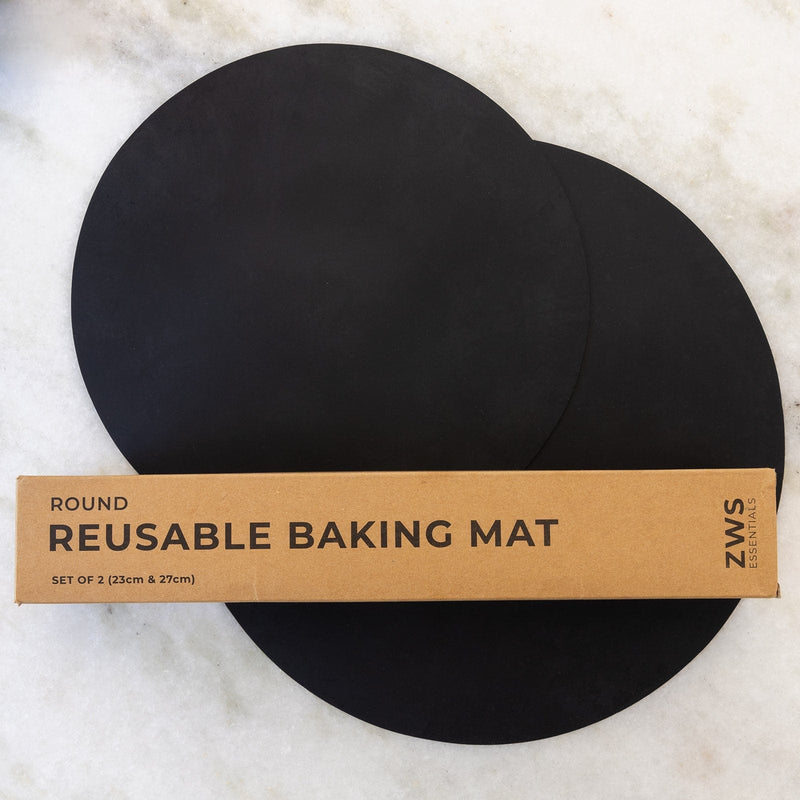 ROUND
REUSABLE BAKING MAT
SET OF 2 (23cm & 27cm)
ZWS
ESSENTIALS